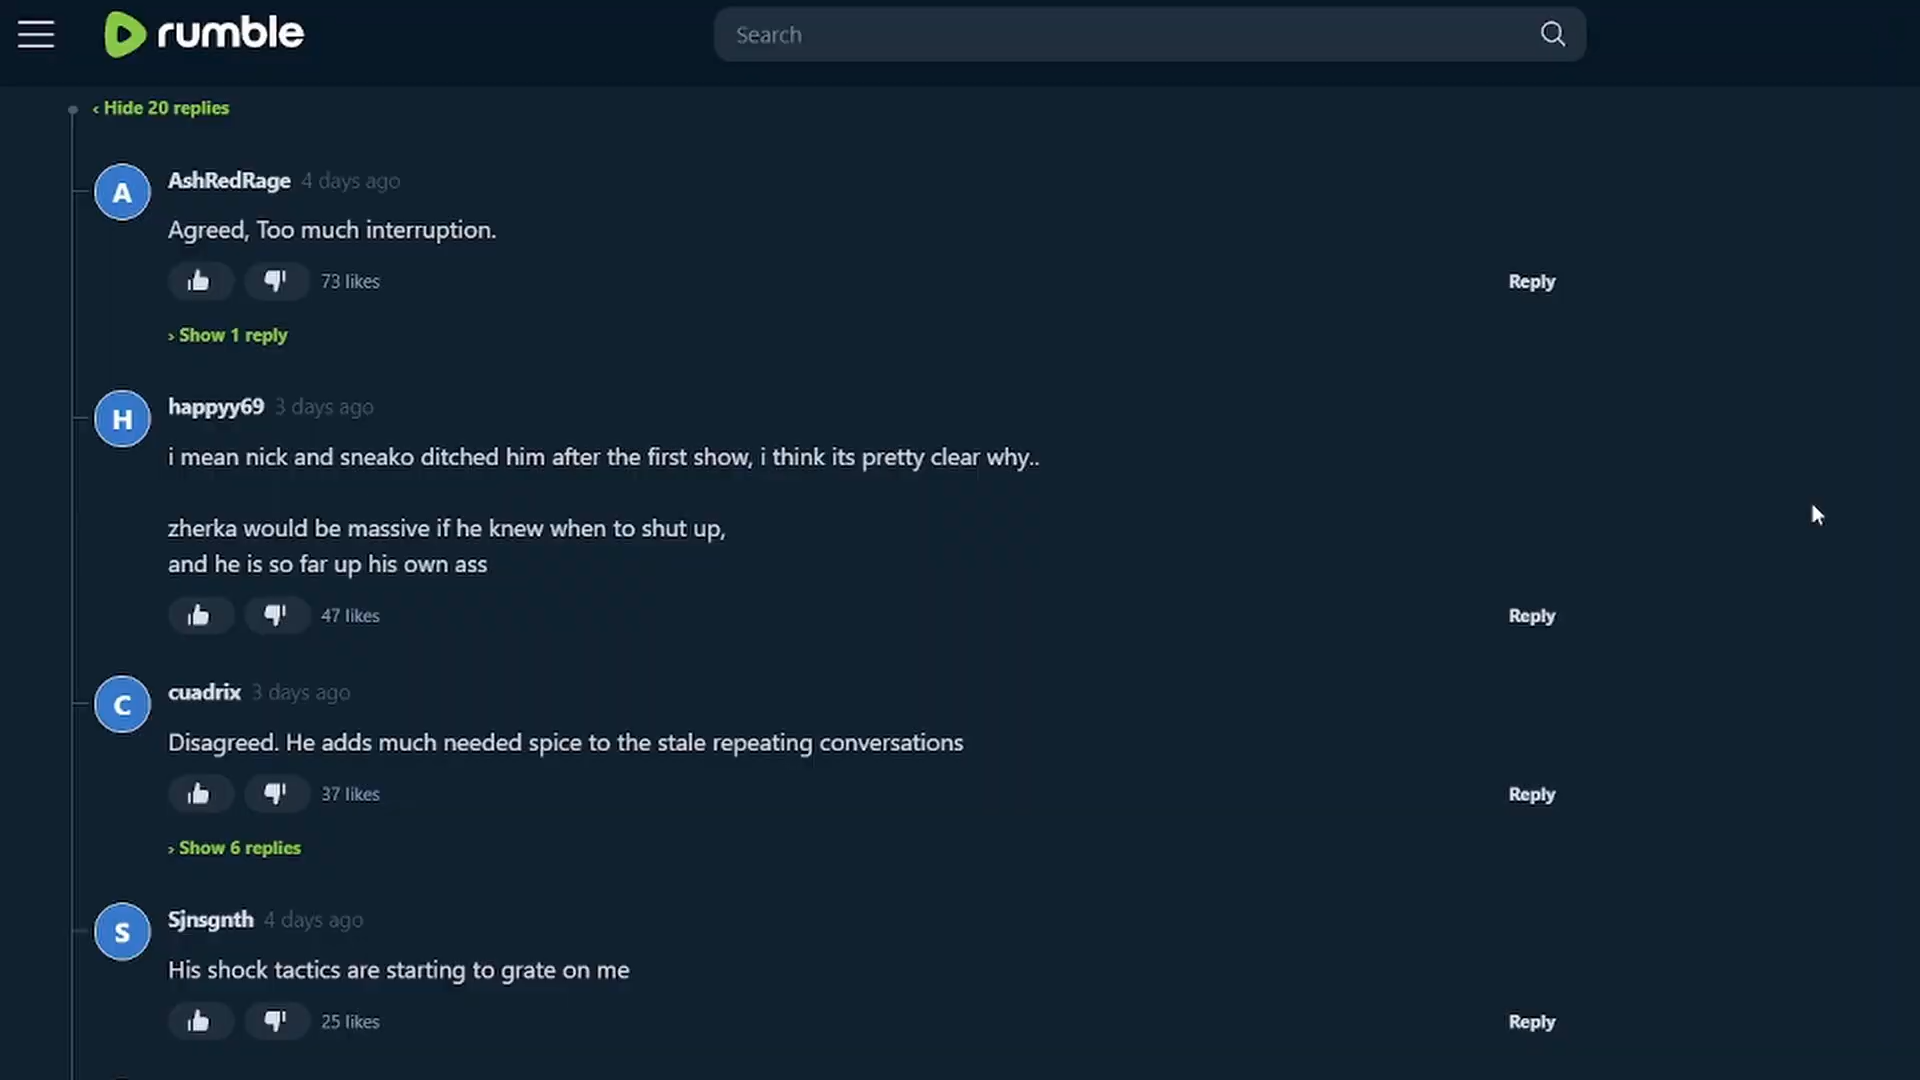 rumble
Search
‹ Hide 20 replies
A
AshRedRage 4 days ago
Agreed, Too much interruption.
73 likes
Reply
› Show 1 reply
H
happyy69 3 days ago
i mean nick and sneako ditched him after the first show, i think its pretty clear why..
zherka would be massive if he knew when to shut up,
and he is so far up his own ass
47 likes
Reply
C
cuadrix 3 days ago
Disagreed. He adds much needed spice to the stale repeating conversations
37 likes
Reply
› Show 6 replies
S
Sjnsgnth 4 days ago
His shock tactics are starting to grate on me
25 likes
Reply